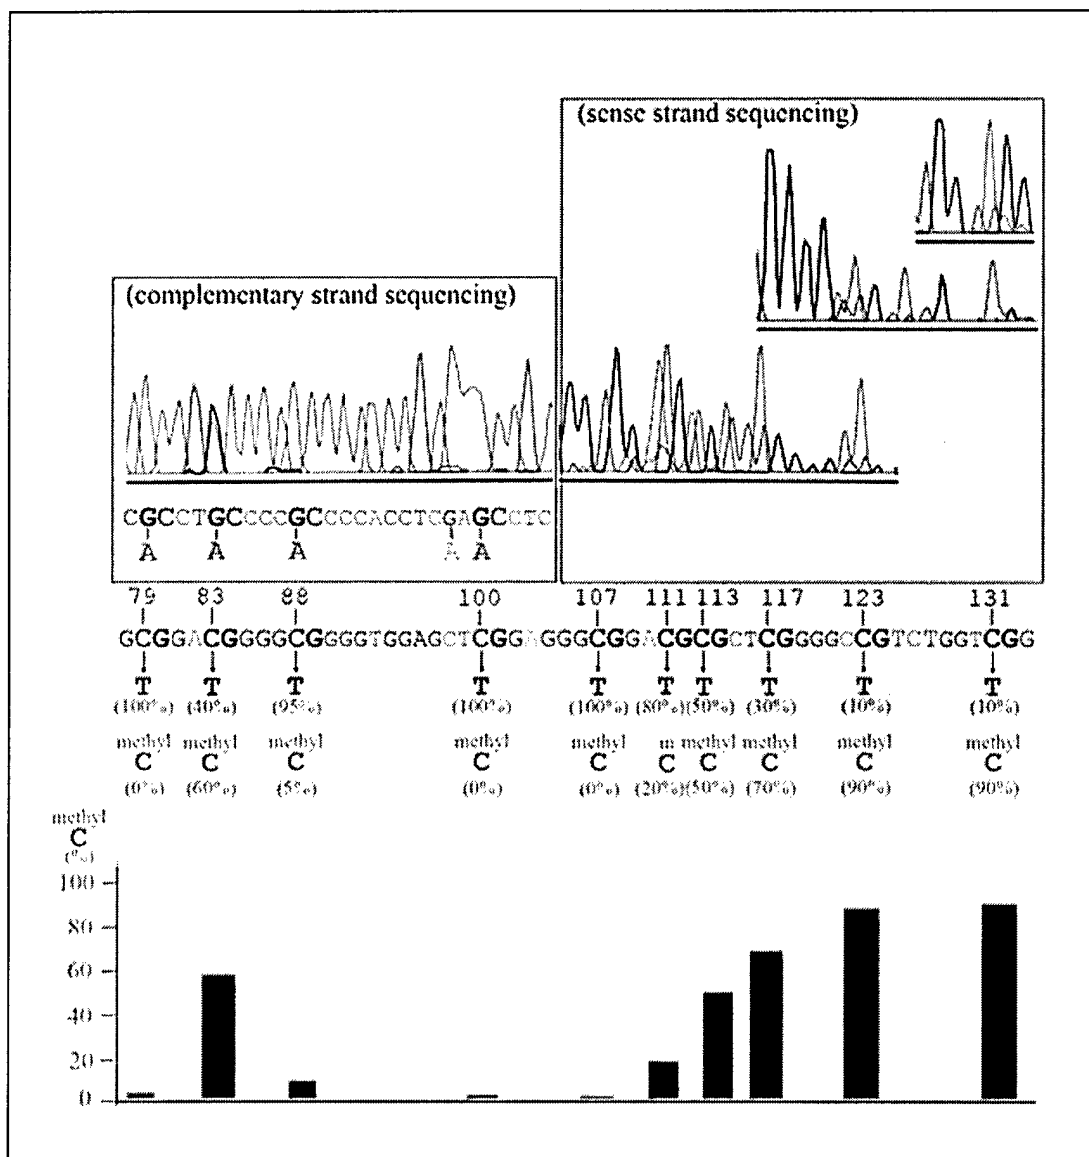 (sense strand sequencing)
(complementary strand sequencing)
CGCCTGCCCCGCCCCACCTCGAGCCTC
A A A A A
79 83 88 100 107 111 113 117 123 131
GCGGACGGGGCGGGGTGGAGCTCGGAGGGCGGACGCGCTCGGGGCCGTCTGGTCGG
T T T T T T T T T T
(100%) (40%) (95%) (100%) (100%) (80%) (50%) (30%) (10%) (10%)
methyl methyl methyl methyl methyl m methyl methyl methyl methyl
C C C C C C C C C C
(0%) (60%) (5%) (0%) (0%) (20%) (50%) (70%) (90%) (90%)
methyl
C
(%)
100
80
60
40
20
0